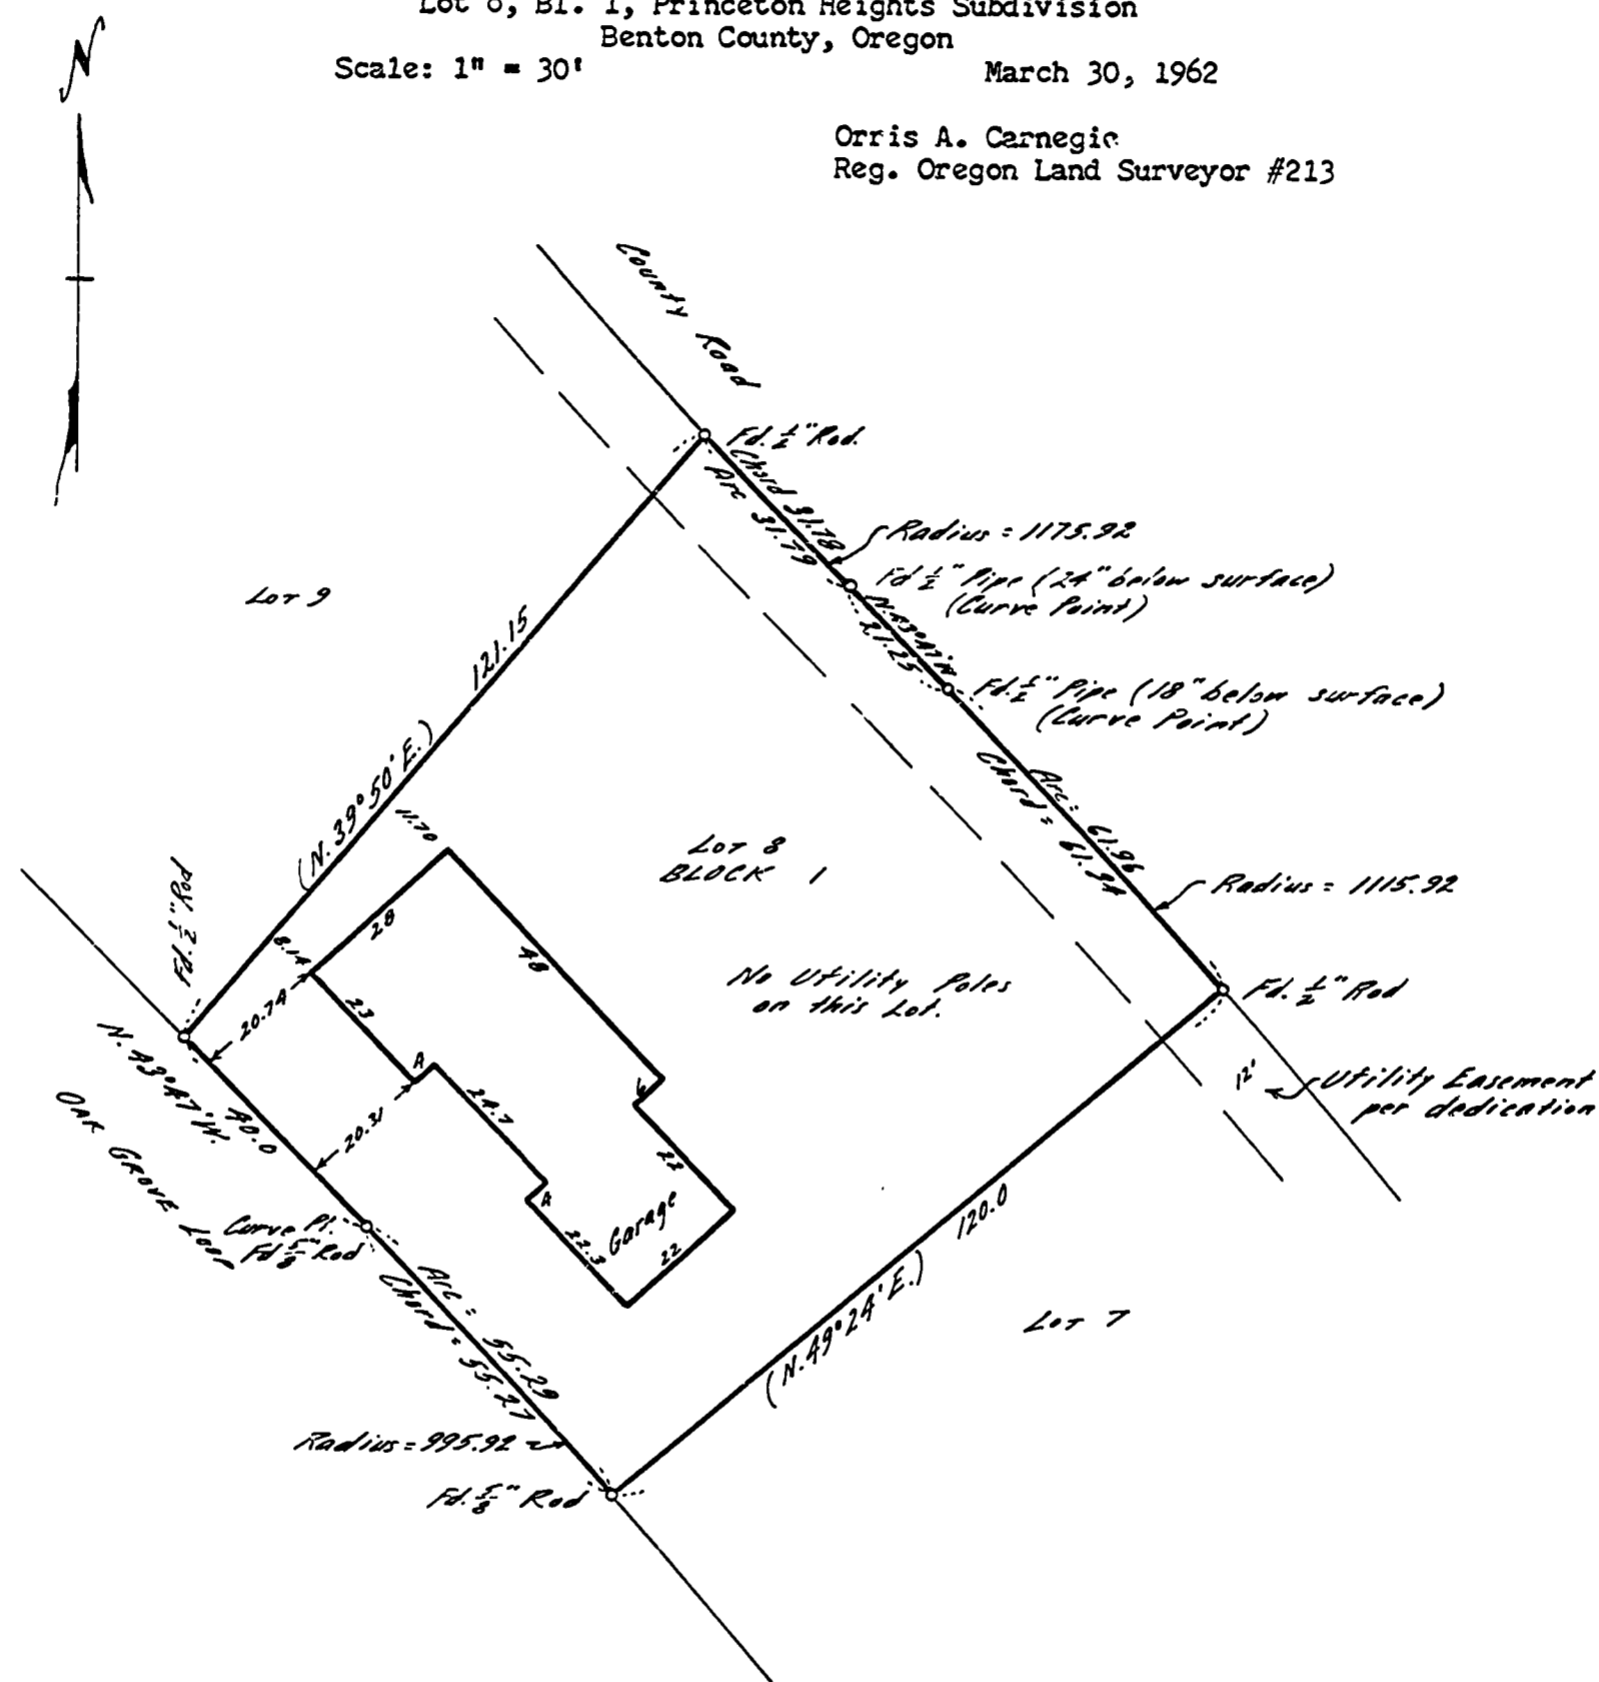 Lot 8, Bl. 1, Princeton Heights Subdivision
Benton County, Oregon
Scale: 1" = 30'
March 30, 1962
Orris A. Carnegie
Reg. Oregon Land Surveyor #213
N
County Road
Fd. ½" Rod.
Chord 31.78
Arc 31.79
Radius = 1175.92
Fd ½" Pipe (24" below surface)
(Curve Point)
N. 43°47' W.
21.25
Fd. ½" Pipe (18" below surface)
(Curve Point)
Lot 9
121.15
(N. 39°50' E.)
Arc = 61.96
Chord = 61.94
Radius = 1115.92
11.70
Lot 8
BLOCK 1
Fd. ½" Rod
28
8.14
48
No Utility Poles
on this Lot.
Fd. ½" Rod
20.74
23
4
24.7
6
12'
Utility Easement
per dedication
N. 43°47' W.
40.0
20.31
22
OAK GROVE LOOP
4
Garage
22.3
22
Curve Pt.
Fd ⅝" Rod
120.0
(N. 49°24' E.)
Arc = 55.29
Chord = 55.27
Lot 7
Radius = 995.92
Fd. ⅝" Rod